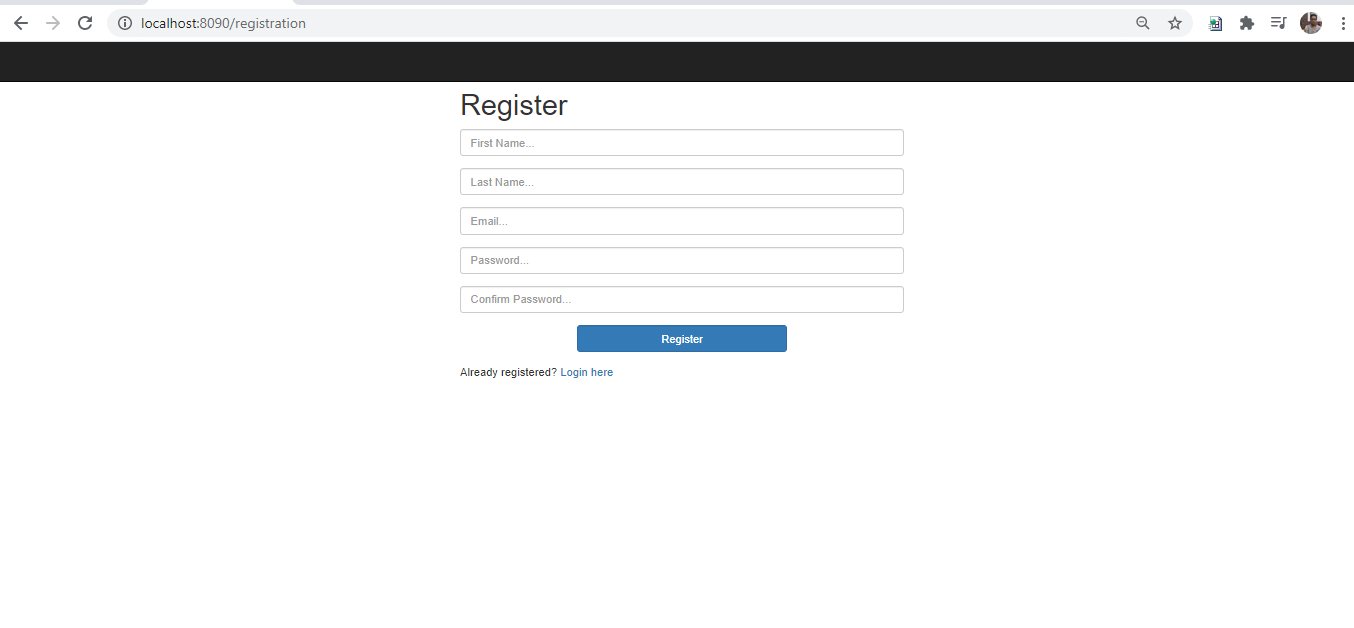 localhost:8090/registration
Register
First Name...
Last Name...
Email...
Password...
Confirm Password...
Register
Already registered? Login here